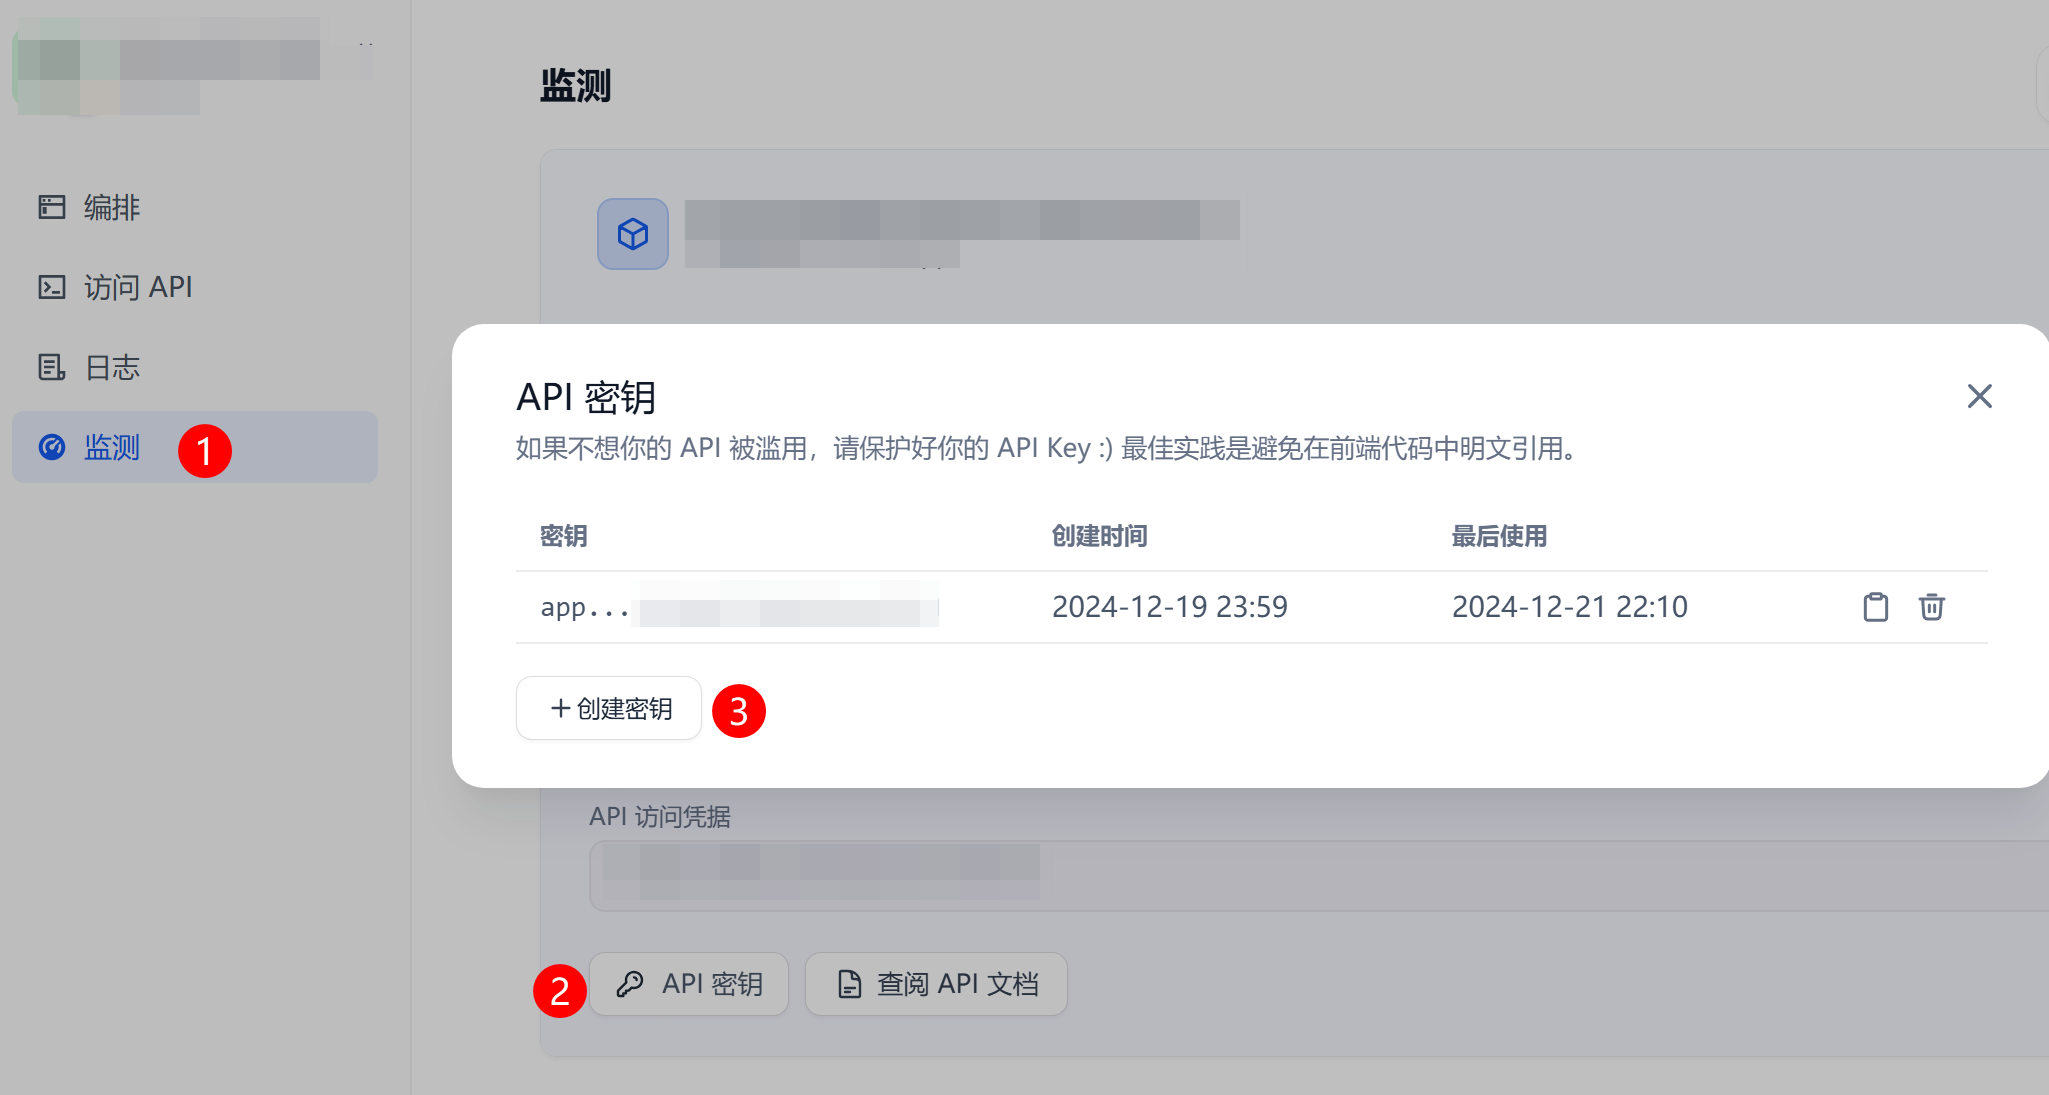 编排
访问 API
日志
监测
1
监测
API 密钥
如果不想你的 API 被滥用，请保护好你的 API Key :) 最佳实践是避免在前端代码中明文引用。
密钥 创建时间 最后使用
app... 2024-12-19 23:59 2024-12-21 22:10
+ 创建密钥
3
API 访问凭据
2
API 密钥
查阅 API 文档